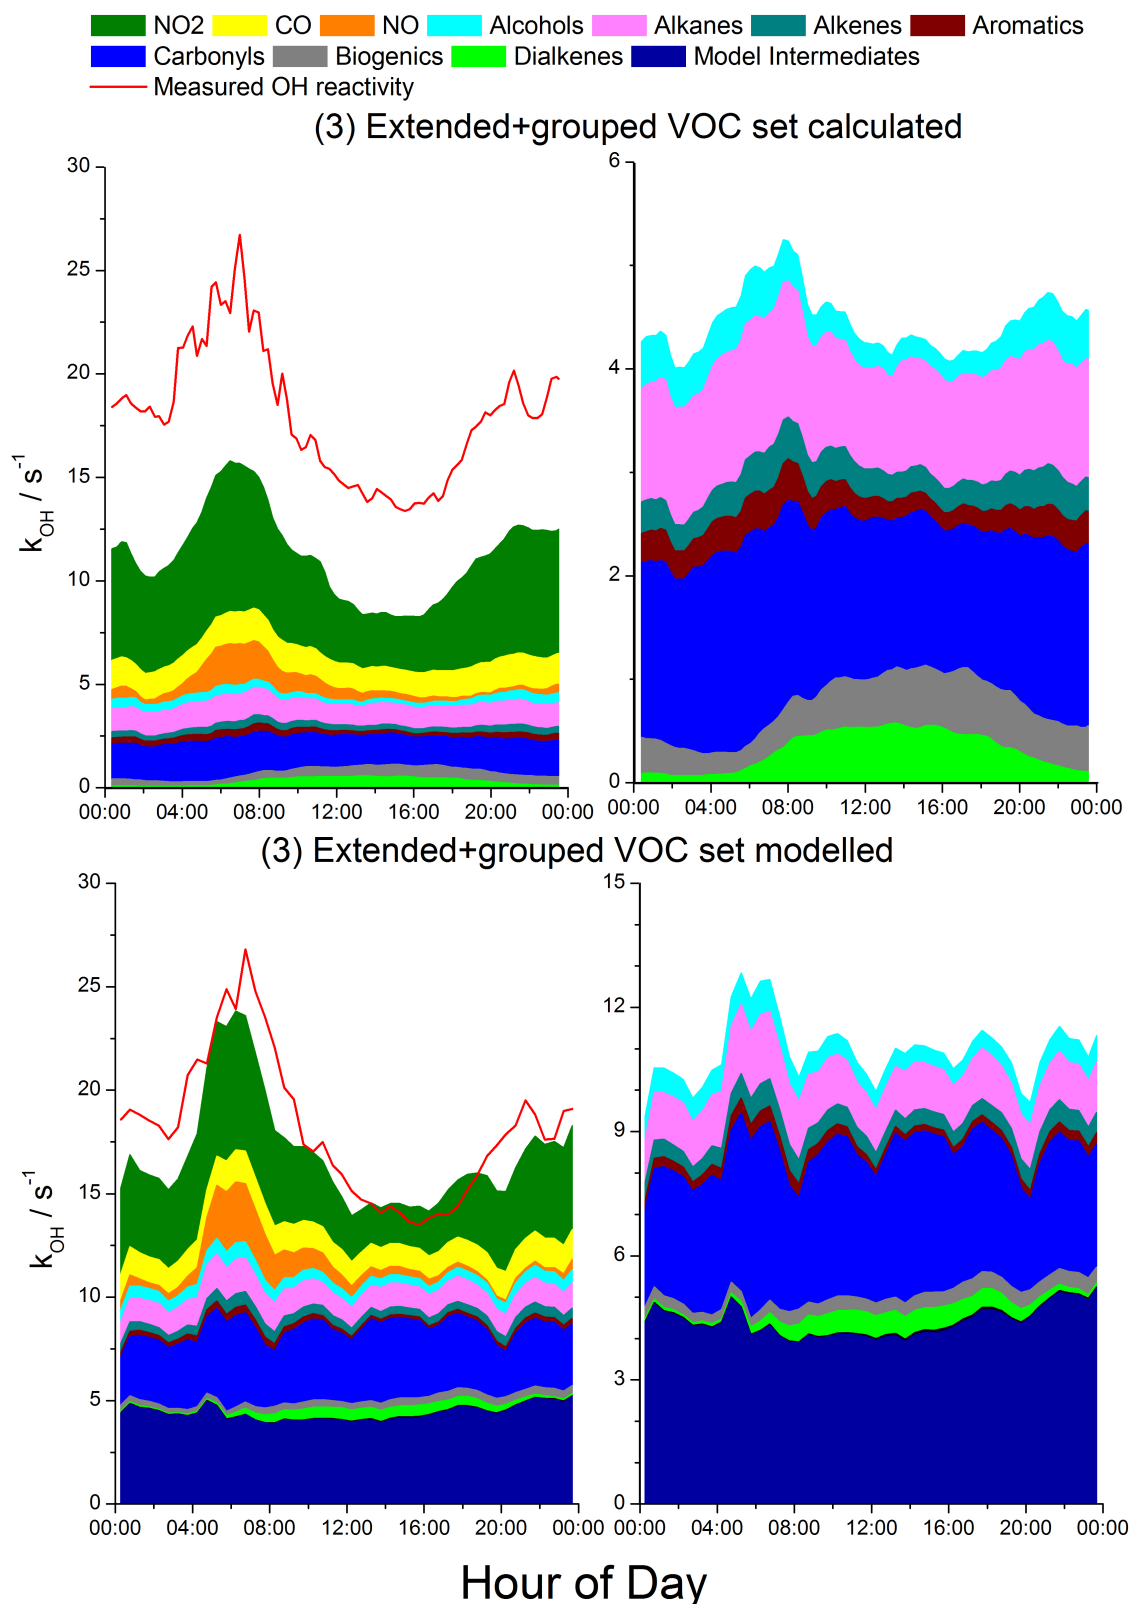 NO2 CO NO Alcohols Alkanes Alkenes Aromatics
Carbonyls Biogenics Dialkenes Model Intermediates
Measured OH reactivity
(3) Extended+grouped VOC set calculated
30
25
20
15
10
5
0
k_OH / s^-1
00:00 04:00 08:00 12:00 16:00 20:00 00:00
6
4
2
0
00:00 04:00 08:00 12:00 16:00 20:00 00:00
(3) Extended+grouped VOC set modelled
30
25
20
15
10
5
0
k_OH / s^-1
00:00 04:00 08:00 12:00 16:00 20:00 00:00
15
12
9
6
3
0
00:00 04:00 08:00 12:00 16:00 20:00 00:00
Hour of Day